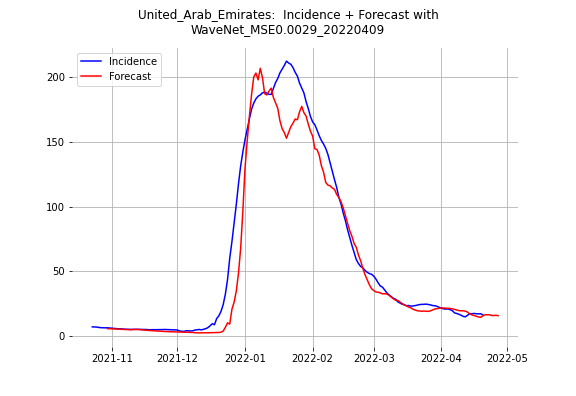 United_Arab_Emirates:  Incidence + Forecast with
WaveNet_MSE0.0029_20220409
Incidence
Forecast
200
150
100
50
0
2021-11 2021-12 2022-01 2022-02 2022-03 2022-04 2022-05